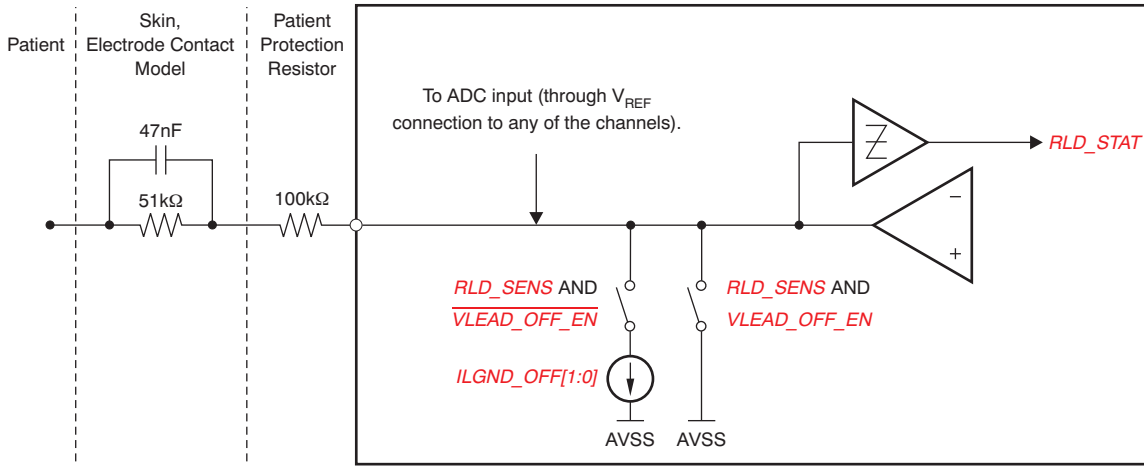 Patient
Skin,
Electrode Contact
Model
Patient
Protection
Resistor
To ADC input (through VREF
connection to any of the channels).
47nF
51kΩ
100kΩ
RLD_STAT
−
+
RLD_SENS AND
VLEAD_OFF_EN
RLD_SENS AND
VLEAD_OFF_EN
ILGND_OFF[1:0]
AVSS
AVSS